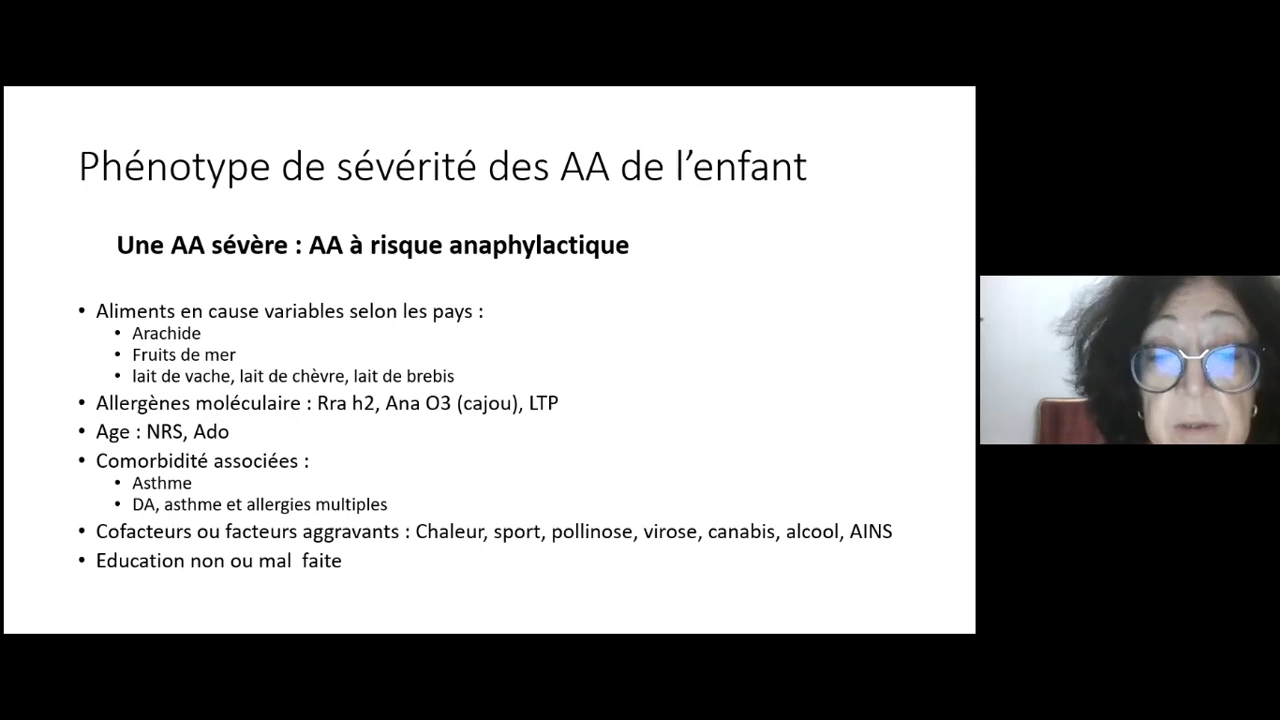 Phénotype de sévérité des AA de l’enfant
Une AA sévère : AA à risque anaphylactique
• Aliments en cause variables selon les pays :
• Arachide
• Fruits de mer
• lait de vache, lait de chèvre, lait de brebis
• Allergènes moléculaire : Rra h2, Ana O3 (cajou), LTP
• Age : NRS, Ado
• Comorbidité associées :
• Asthme
• DA, asthme et allergies multiples
• Cofacteurs ou facteurs aggravants : Chaleur, sport, pollinose, virose, canabis, alcool, AINS
• Education non ou mal  faite